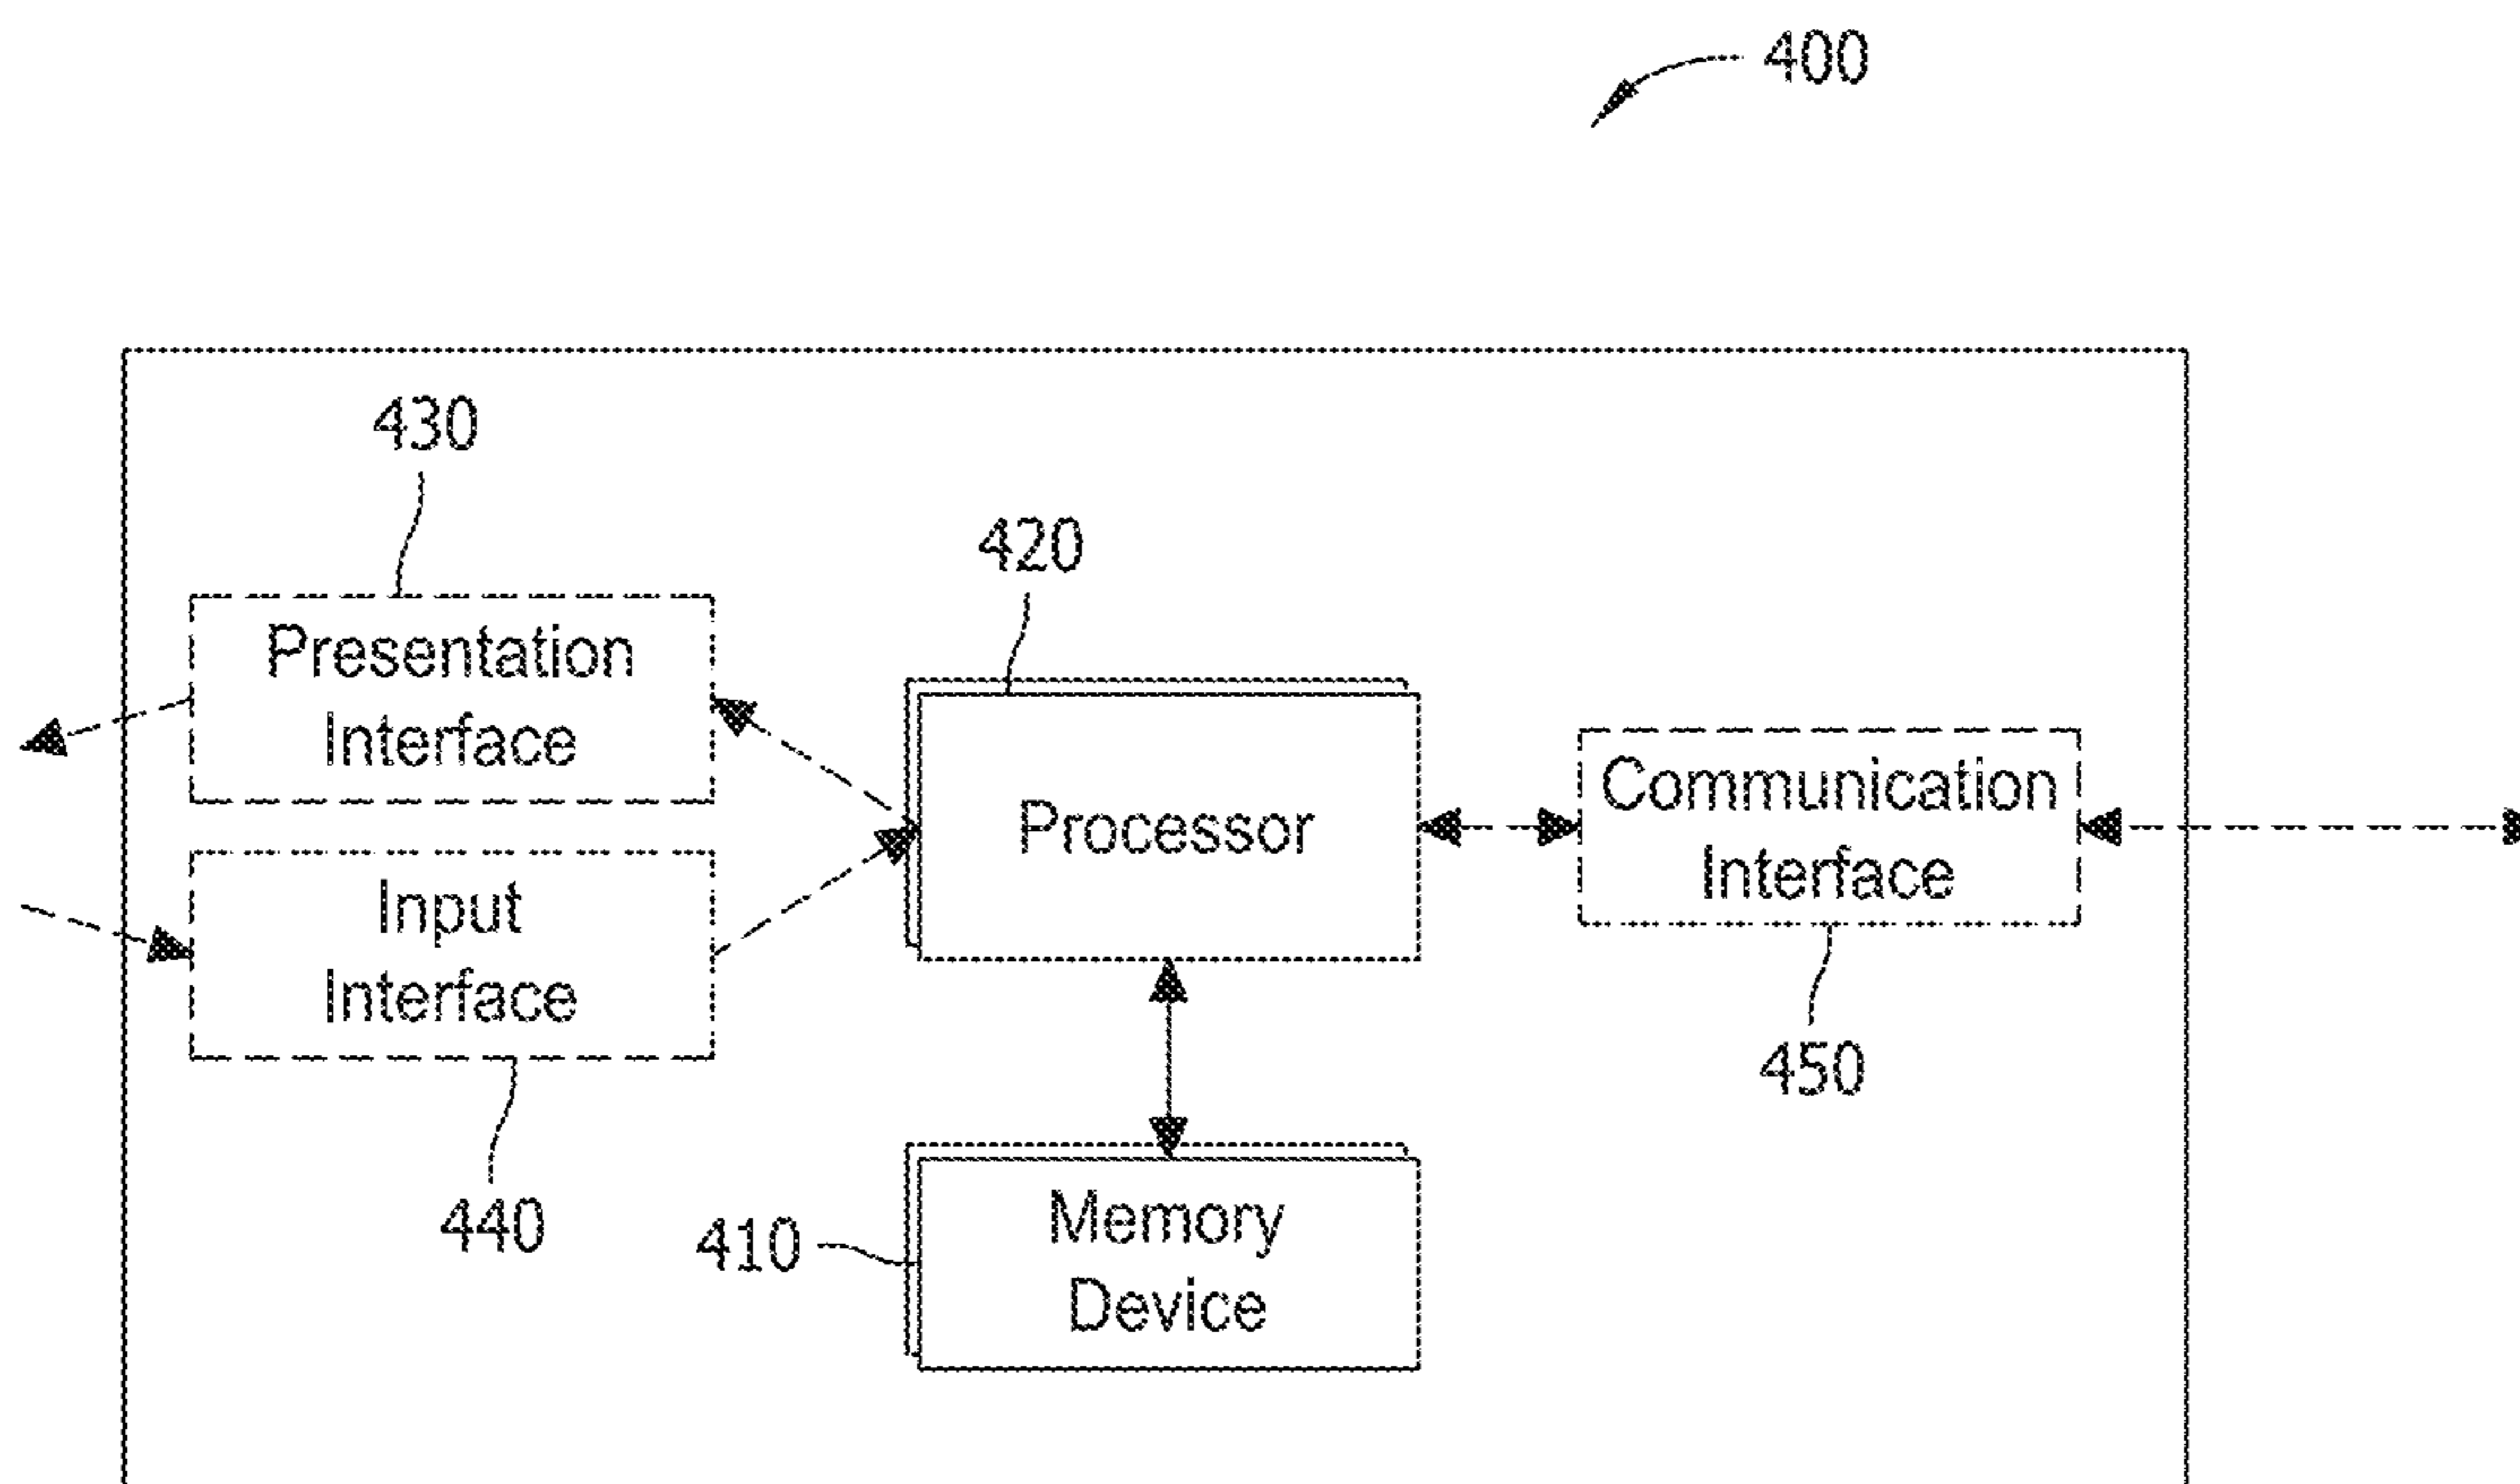 400
430
420
Presentation
Interface
Processor
Communication
Interface
Input
Interface
450
440
410
Memory
Device